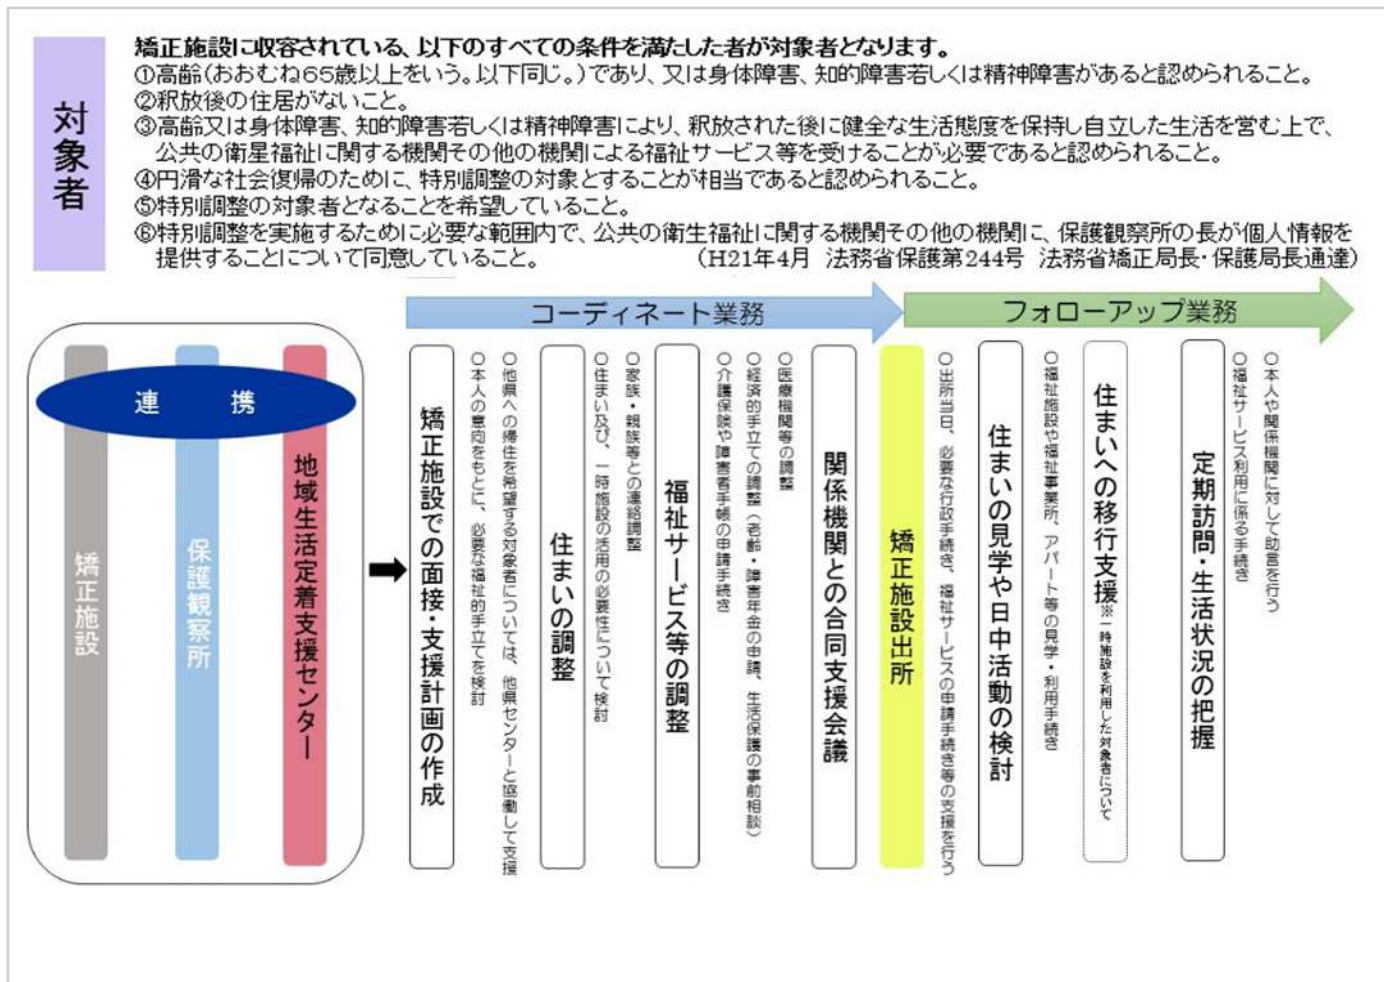 対象者
矯正施設に収容されている、以下のすべての条件を満たした者が対象者となります。
①高齢(おおむね65歳以上をいう。以下同じ。)であり、又は身体障害、知的障害若しくは精神障害があると認められること。
②釈放後の住居がないこと。
③高齢又は身体障害、知的障害若しくは精神障害により、釈放された後に健全な生活態度を保持し自立した生活を営む上で、
公共の衛星福祉に関する機関その他の機関による福祉サービス等を受けることが必要であると認められること。
④円滑な社会復帰のために、特別調整の対象とすることが相当であると認められること。
⑤特別調整の対象者となることを希望していること。
⑥特別調整を実施するために必要な範囲内で、公共の衛生福祉に関する機関その他の機関に、保護観察所の長が個人情報を
提供することについて同意していること。
(H21年4月 法務省保護第244号 法務省矯正局長・保護局長通達)
コーディネート業務
フォローアップ業務
連携
矯正施設
保護観察所
地域生活定着支援センター
矯正施設での面接・支援計画の作成
○他県への帰住を希望する対象者については、他県センターと協働して支援
○本人の意向をもとに、必要な福祉的手立てを検討
住まいの調整
○家族・親族等との連絡調整
○住まい及び、一時施設の活用の必要性について検討
福祉サービス等の調整
○医療機関等の調整
○経済的手立ての調整(老齢・障害年金の申請、生活保護の事前相談)
○介護保険や障害者手帳の申請手続き
関係機関との合同支援会議
矯正施設出所
○出所当日、必要な行政手続き、福祉サービスの申請手続き等の支援を行う
住まいの見学や日中活動の検討
○福祉施設や福祉事業所、アパート等の見学・利用手続き
住まいへの移行支援※一時施設を利用した対象者について
定期訪問・生活状況の把握
○本人や関係機関に対して助言を行う
○福祉サービス利用に係る手続き